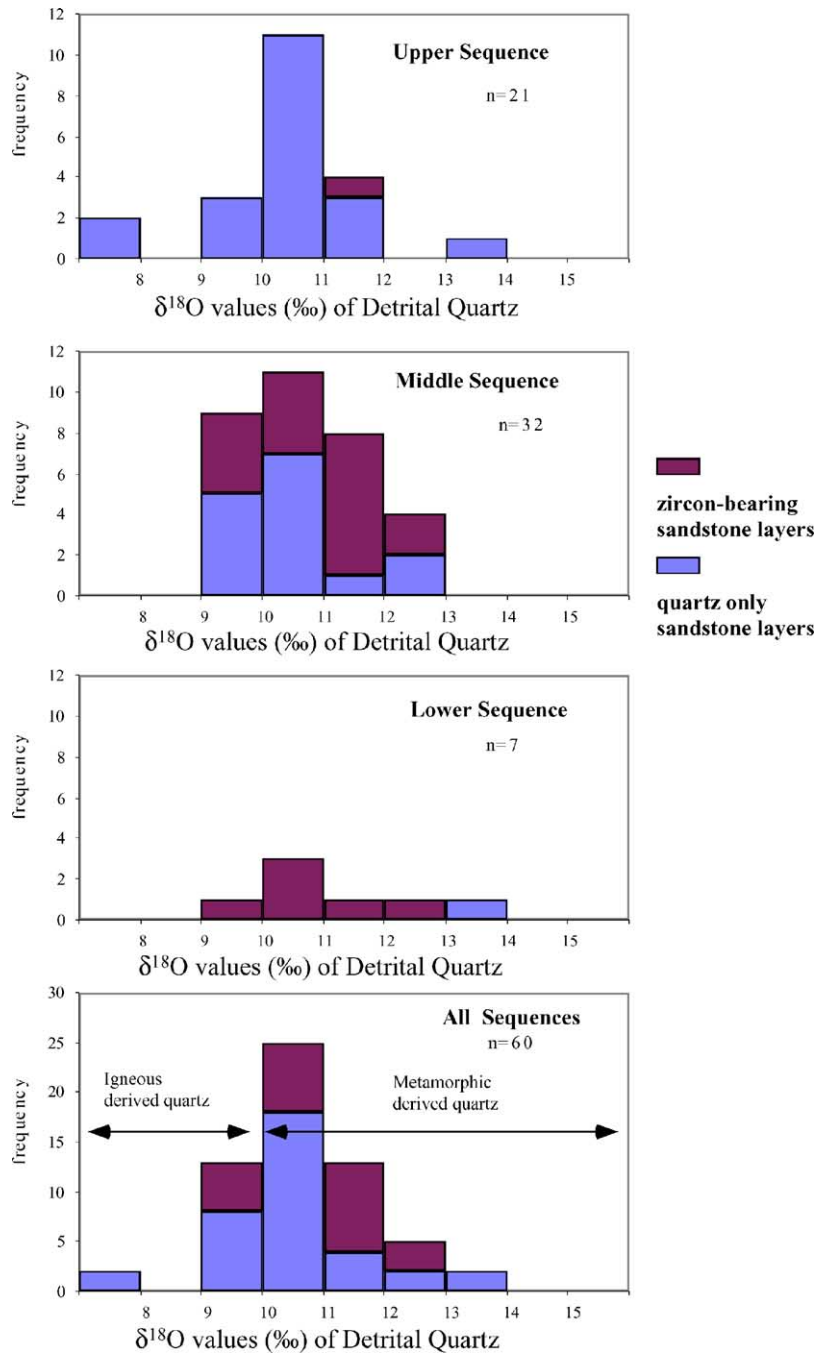 12
10
8
6
4
2
0
frequency
Upper Sequence
n=21
8 9 10 11 12 13 14 15
δ¹⁸O values (‰) of Detrital Quartz
12
10
8
6
4
2
0
frequency
Middle Sequence
n=32
8 9 10 11 12 13 14 15
δ¹⁸O values (‰) of Detrital Quartz
zircon-bearing
sandstone layers
quartz only
sandstone layers
12
10
8
6
4
2
0
frequency
Lower Sequence
n=7
8 9 10 11 12 13 14 15
δ¹⁸O values (‰) of Detrital Quartz
30
25
20
15
10
5
0
frequency
All Sequences
n=60
Igneous
derived quartz
Metamorphic
derived quartz
8 9 10 11 12 13 14 15
δ¹⁸O values (‰) of Detrital Quartz